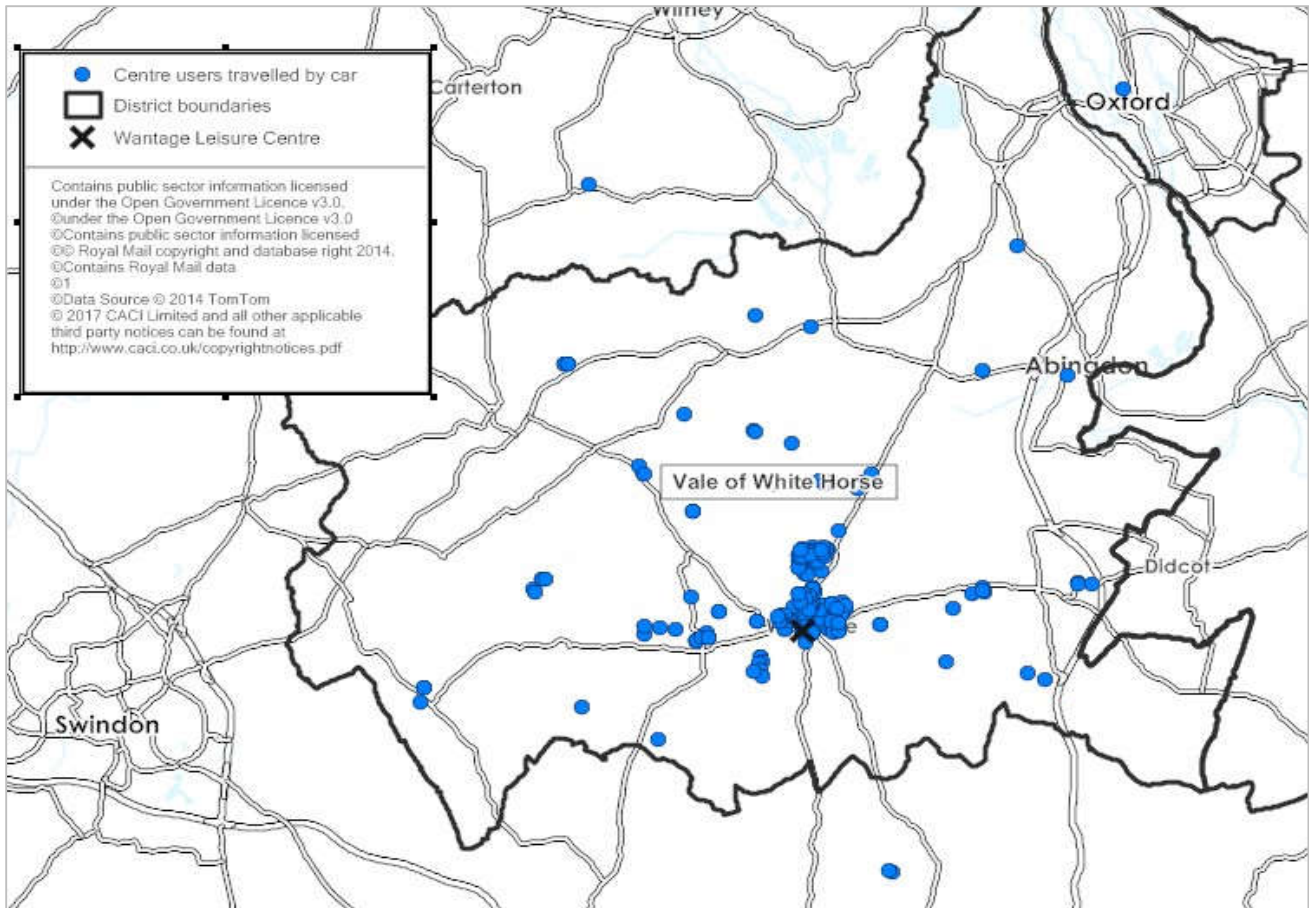 Witney
Centre users travelled by car
District boundaries
Wantage Leisure Centre
Contains public sector information licensed
under the Open Government Licence v3.0.
©under the Open Government Licence v3.0
©Contains public sector information licensed
©© Royal Mail copyright and database right 2014.
©Contains Royal Mail data
©1
©Data Source © 2014 TomTom
© 2017 CACI Limited and all other applicable
third party notices can be found at
http://www.caci.co.uk/copyrightnotices.pdf
Carterton
Oxford
Abingdon
Vale of White Horse
Didcot
Swindon